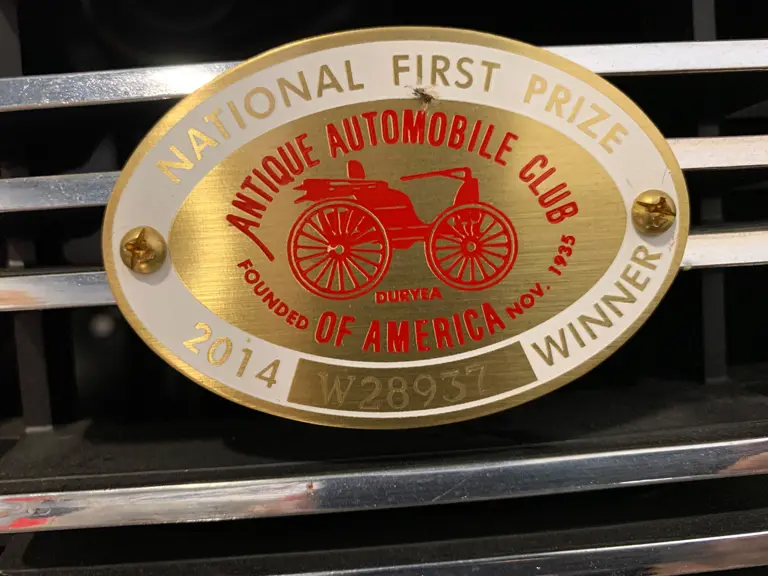 NATIONAL FIRST PRIZE
ANTIQUE AUTOMOBILE CLUB
DURYEA
FOUNDED NOV. 1935
OF AMERICA
2014 WINNER
W28937